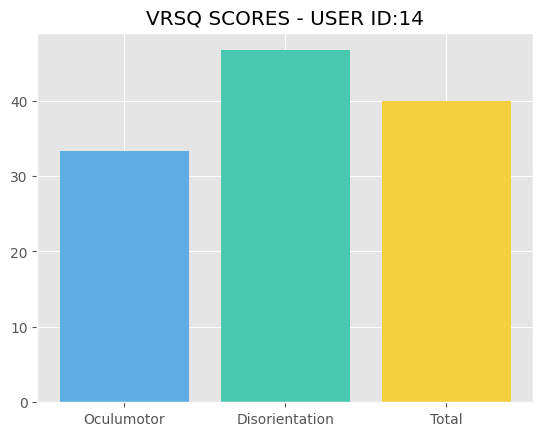 VRSQ SCORES - USER ID:14
40
30
20
10
0
Oculumotor Disorientation Total